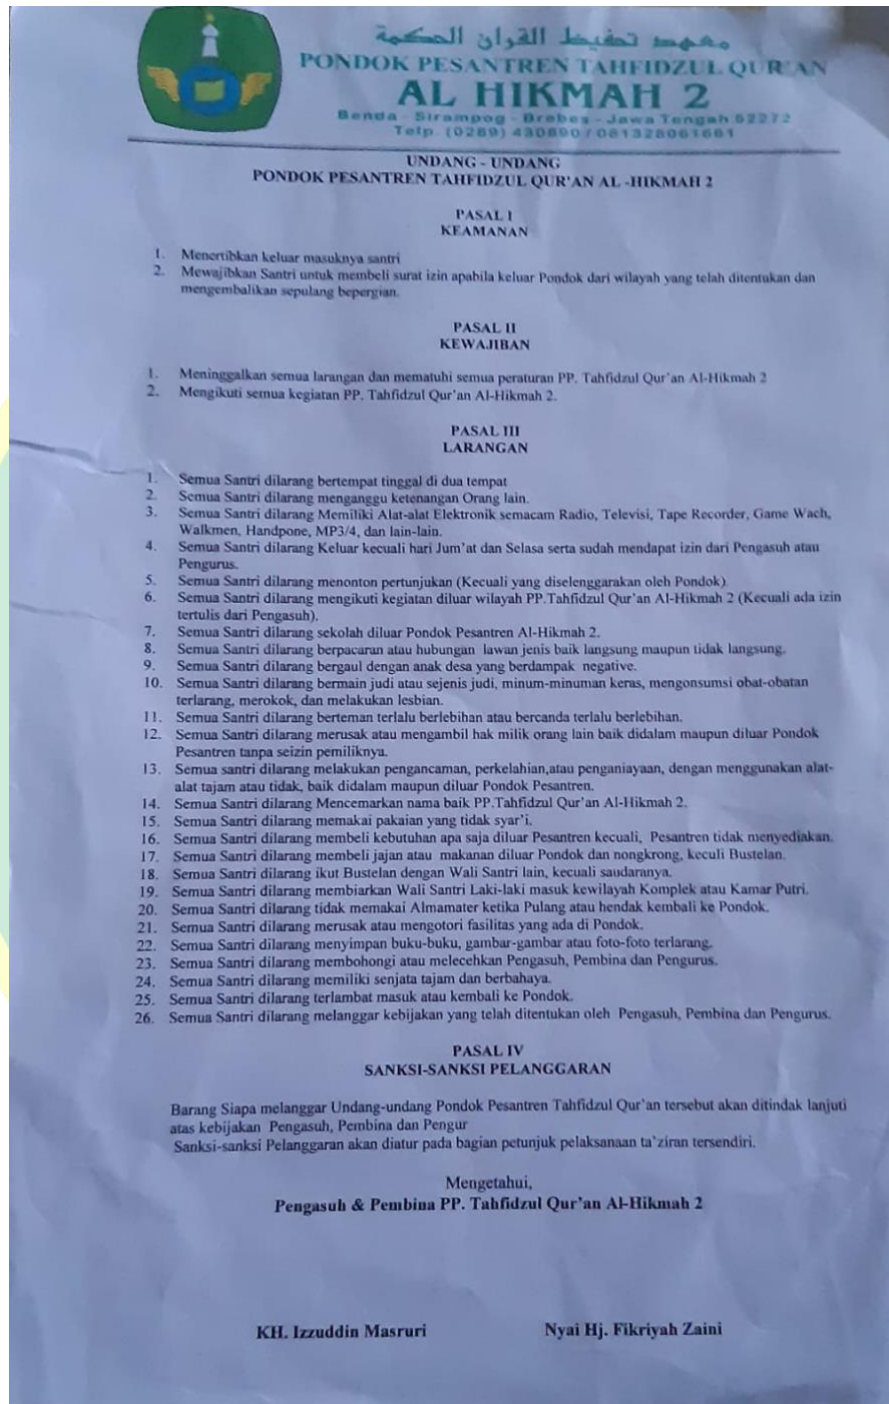 معهد تحفيظ القران الحكمة
PONDOK PESANTREN TAHFIDZUL QUR'AN
AL HIKMAH 2
Benda - Sirampog - Brebes - Jawa Tengah 52272
Telp. (0289) 430890 / 081328061661
UNDANG - UNDANG
PONDOK PESANTREN TAHFIDZUL QUR'AN AL -HIKMAH 2
PASAL I
KEAMANAN
1. Menertibkan keluar masuknya santri
2. Mewajibkan Santri untuk membeli surat izin apabila keluar Pondok dari wilayah yang telah ditentukan dan
mengembalikan sepulang bepergian.
PASAL II
KEWAJIBAN
1. Meninggalkan semua larangan dan mematuhi semua peraturan PP. Tahfidzul Qur'an Al-Hikmah 2
2. Mengikuti semua kegiatan PP. Tahfidzul Qur'an Al-Hikmah 2.
PASAL III
LARANGAN
1. Semua Santri dilarang bertempat tinggal di dua tempat
2. Semua Santri dilarang menganggu ketenangan Orang lain.
3. Semua Santri dilarang Memiliki Alat-alat Elektronik semacam Radio, Televisi, Tape Recorder, Game Wach,
Walkmen, Handpone, MP3/4, dan lain-lain.
4. Semua Santri dilarang Keluar kecuali hari Jum'at dan Selasa serta sudah mendapat izin dari Pengasuh atau
Pengurus.
5. Semua Santri dilarang menonton pertunjukan (Kecuali yang diselenggarakan oleh Pondok)
6. Semua Santri dilarang mengikuti kegiatan diluar wilayah PP.Tahfidzul Qur'an Al-Hikmah 2 (Kecuali ada izin
tertulis dari Pengasuh).
7. Semua Santri dilarang sekolah diluar Pondok Pesantren Al-Hikmah 2.
8. Semua Santri dilarang berpacaran atau hubungan lawan jenis baik langsung maupun tidak langsung.
9. Semua Santri dilarang bergaul dengan anak desa yang berdampak negative.
10. Semua Santri dilarang bermain judi atau sejenis judi, minum-minuman keras, mengonsumsi obat-obatan
terlarang, merokok, dan melakukan lesbian.
11. Semua Santri dilarang berteman terlalu berlebihan atau bercanda terlalu berlebihan.
12. Semua Santri dilarang merusak atau mengambil hak milik orang lain baik didalam maupun diluar Pondok
Pesantren tanpa seizin pemiliknya.
13. Semua santri dilarang melakukan pengancaman, perkelahian,atau penganiayaan, dengan menggunakan alat-
alat tajam atau tidak, baik didalam maupun diluar Pondok Pesantren.
14. Semua Santri dilarang Mencemarkan nama baik PP.Tahfidzul Qur'an Al-Hikmah 2.
15. Semua Santri dilarang memakai pakaian yang tidak syar'i.
16. Semua Santri dilarang membeli kebutuhan apa saja diluar Pesantren kecuali, Pesantren tidak menyediakan.
17. Semua Santri dilarang membeli jajan atau makanan diluar Pondok dan nongkrong, keculi Bustelan.
18. Semua Santri dilarang ikut Bustelan dengan Wali Santri lain, kecuali saudaranya.
19. Semua Santri dilarang membiarkan Wali Santri Laki-laki masuk kewilayah Komplek atau Kamar Putri.
20. Semua Santri dilarang tidak memakai Almamater ketika Pulang atau hendak kembali ke Pondok.
21. Semua Santri dilarang merusak atau mengotori fasilitas yang ada di Pondok.
22. Semua Santri dilarang menyimpan buku-buku, gambar-gambar atau foto-foto terlarang.
23. Semua Santri dilarang membohongi atau melecehkan Pengasuh, Pembina dan Pengurus.
24. Semua Santri dilarang memiliki senjata tajam dan berbahaya.
25. Semua Santri dilarang terlambat masuk atau kembali ke Pondok.
26. Semua Santri dilarang melanggar kebijakan yang telah ditentukan oleh Pengasuh, Pembina dan Pengurus.
PASAL IV
SANKSI-SANKSI PELANGGARAN
Barang Siapa melanggar Undang-undang Pondok Pesantren Tahfidzul Qur'an tersebut akan ditindak lanjuti
atas kebijakan Pengasuh, Pembina dan Pengur
Sanksi-sanksi Pelanggaran akan diatur pada bagian petunjuk pelaksanaan ta'ziran tersendiri.
Mengetahui,
Pengasuh & Pembina PP. Tahfidzul Qur'an Al-Hikmah 2
KH. Izzuddin Masruri Nyai Hj. Fikriyah Zaini